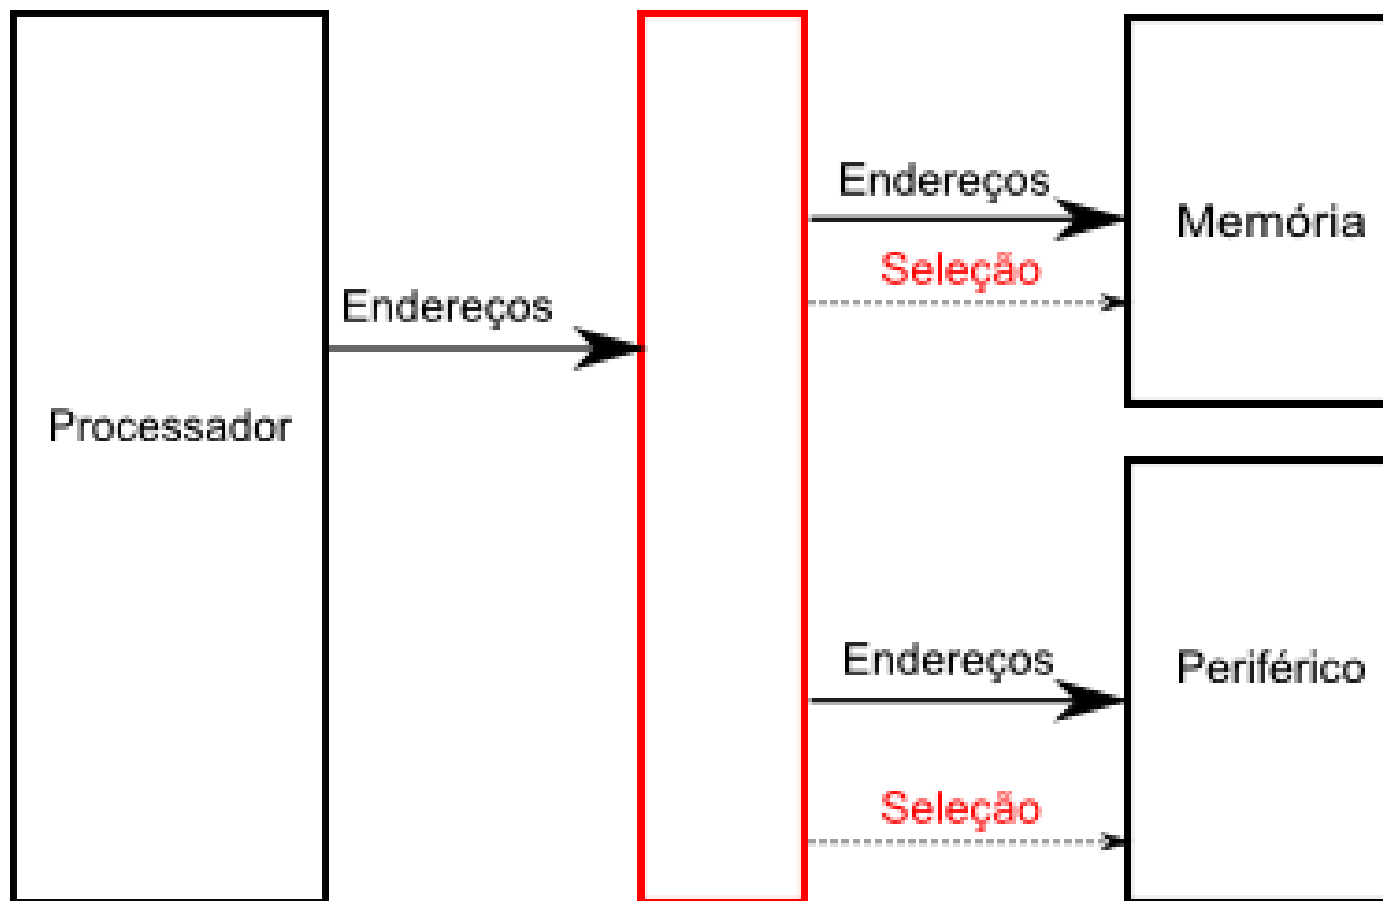 Endereços
Memória
Seleção
Endereços
Processador
Endereços
Periférico
Seleção